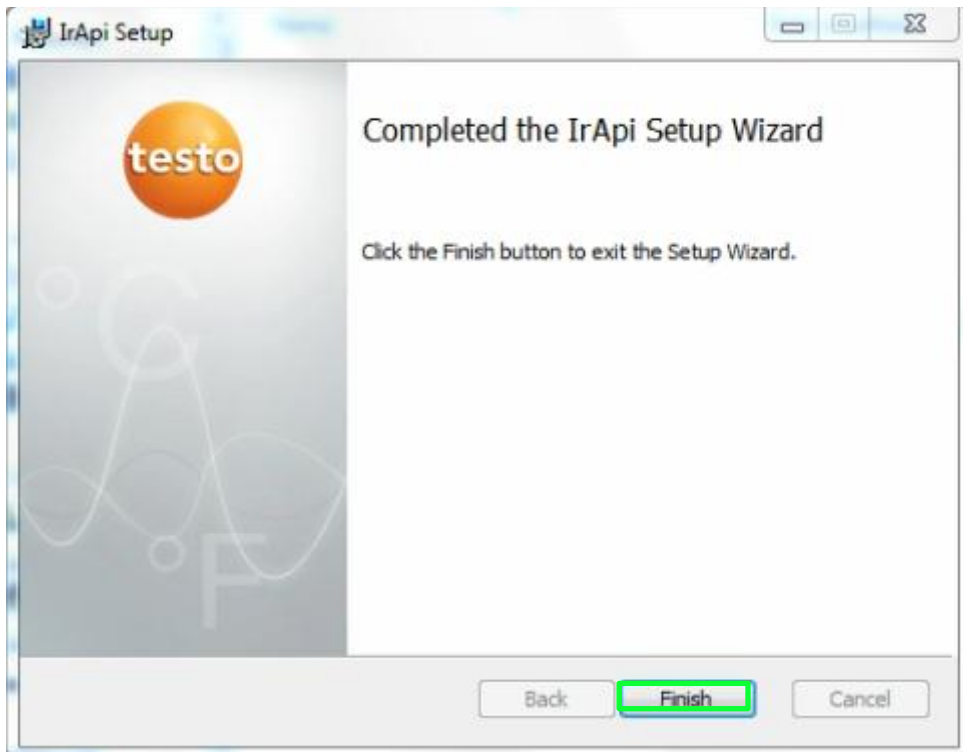 IrApi Setup
testo
Completed the IrApi Setup Wizard
Click the Finish button to exit the Setup Wizard.
°C
°F
Back
Finish
Cancel